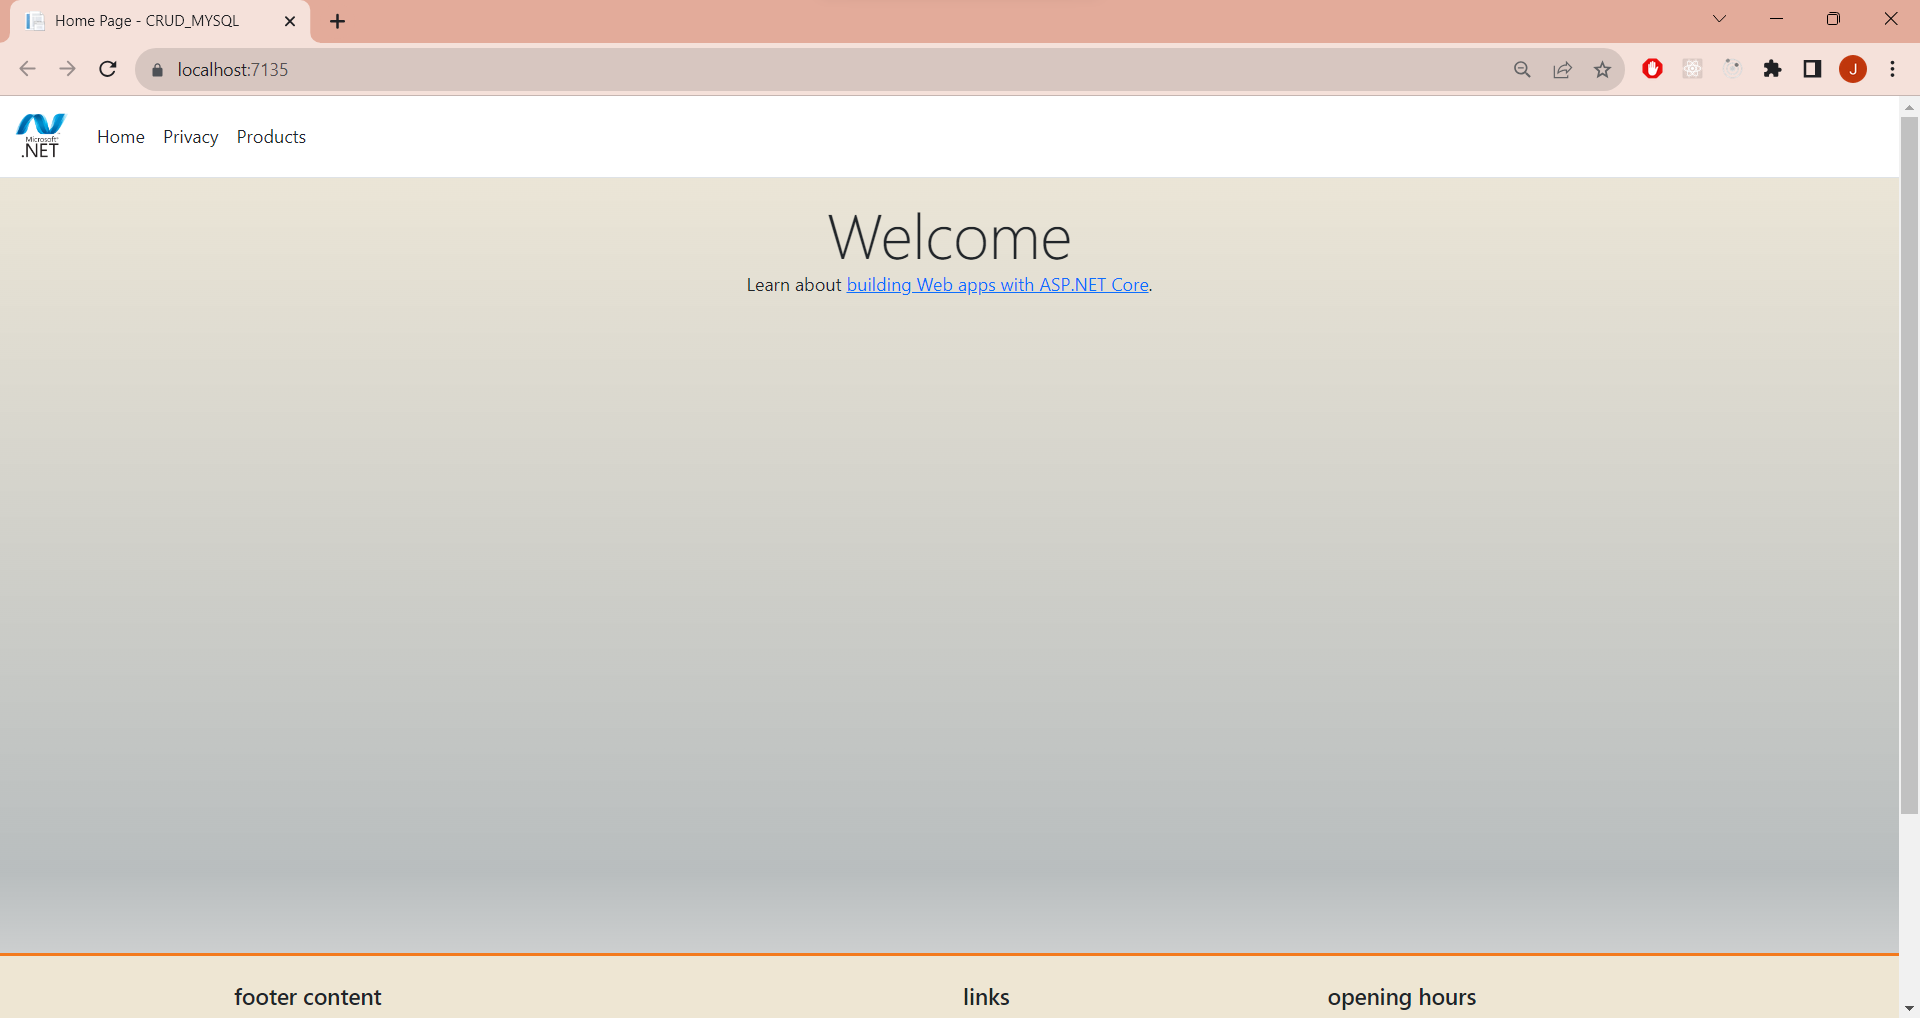 Home Page - CRUD_MYSQL
localhost:7135
J
Microsoft
.NET
Home Privacy Products
Welcome
Learn about building Web apps with ASP.NET Core.
footer content links opening hours